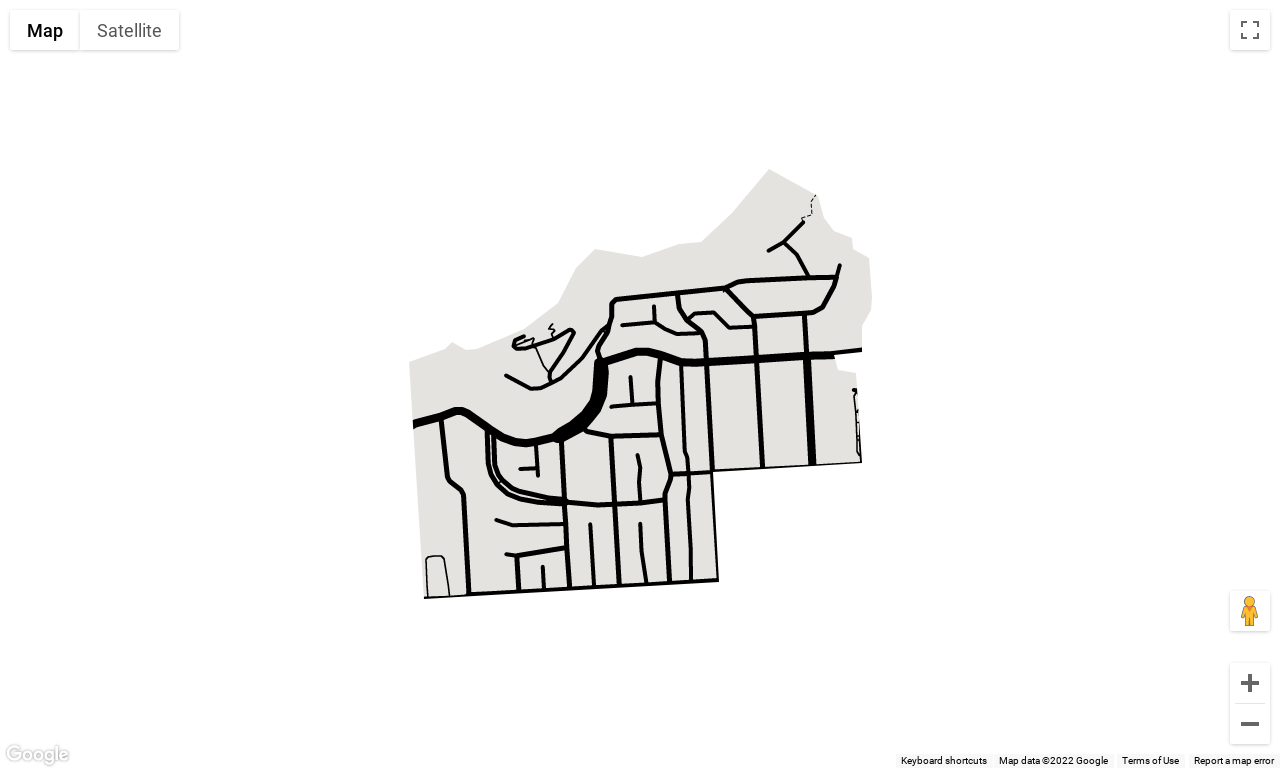 Map Satellite
Google
Keyboard shortcuts Map data ©2022 Google Terms of Use Report a map error